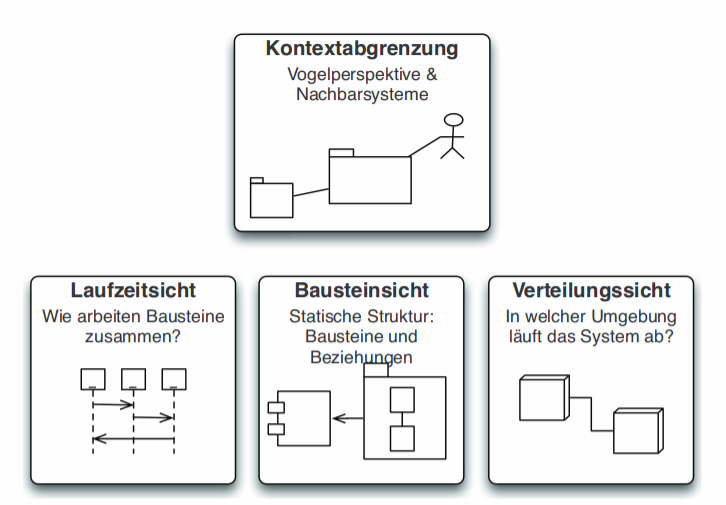 Kontextabgrenzung
Vogelperspektive &
Nachbarsysteme
Laufzeitsicht
Wie arbeiten Bausteine
zusammen?
Bausteinsicht
Statische Struktur:
Bausteine und
Beziehungen
Verteilungssicht
In welcher Umgebung
läuft das System ab?